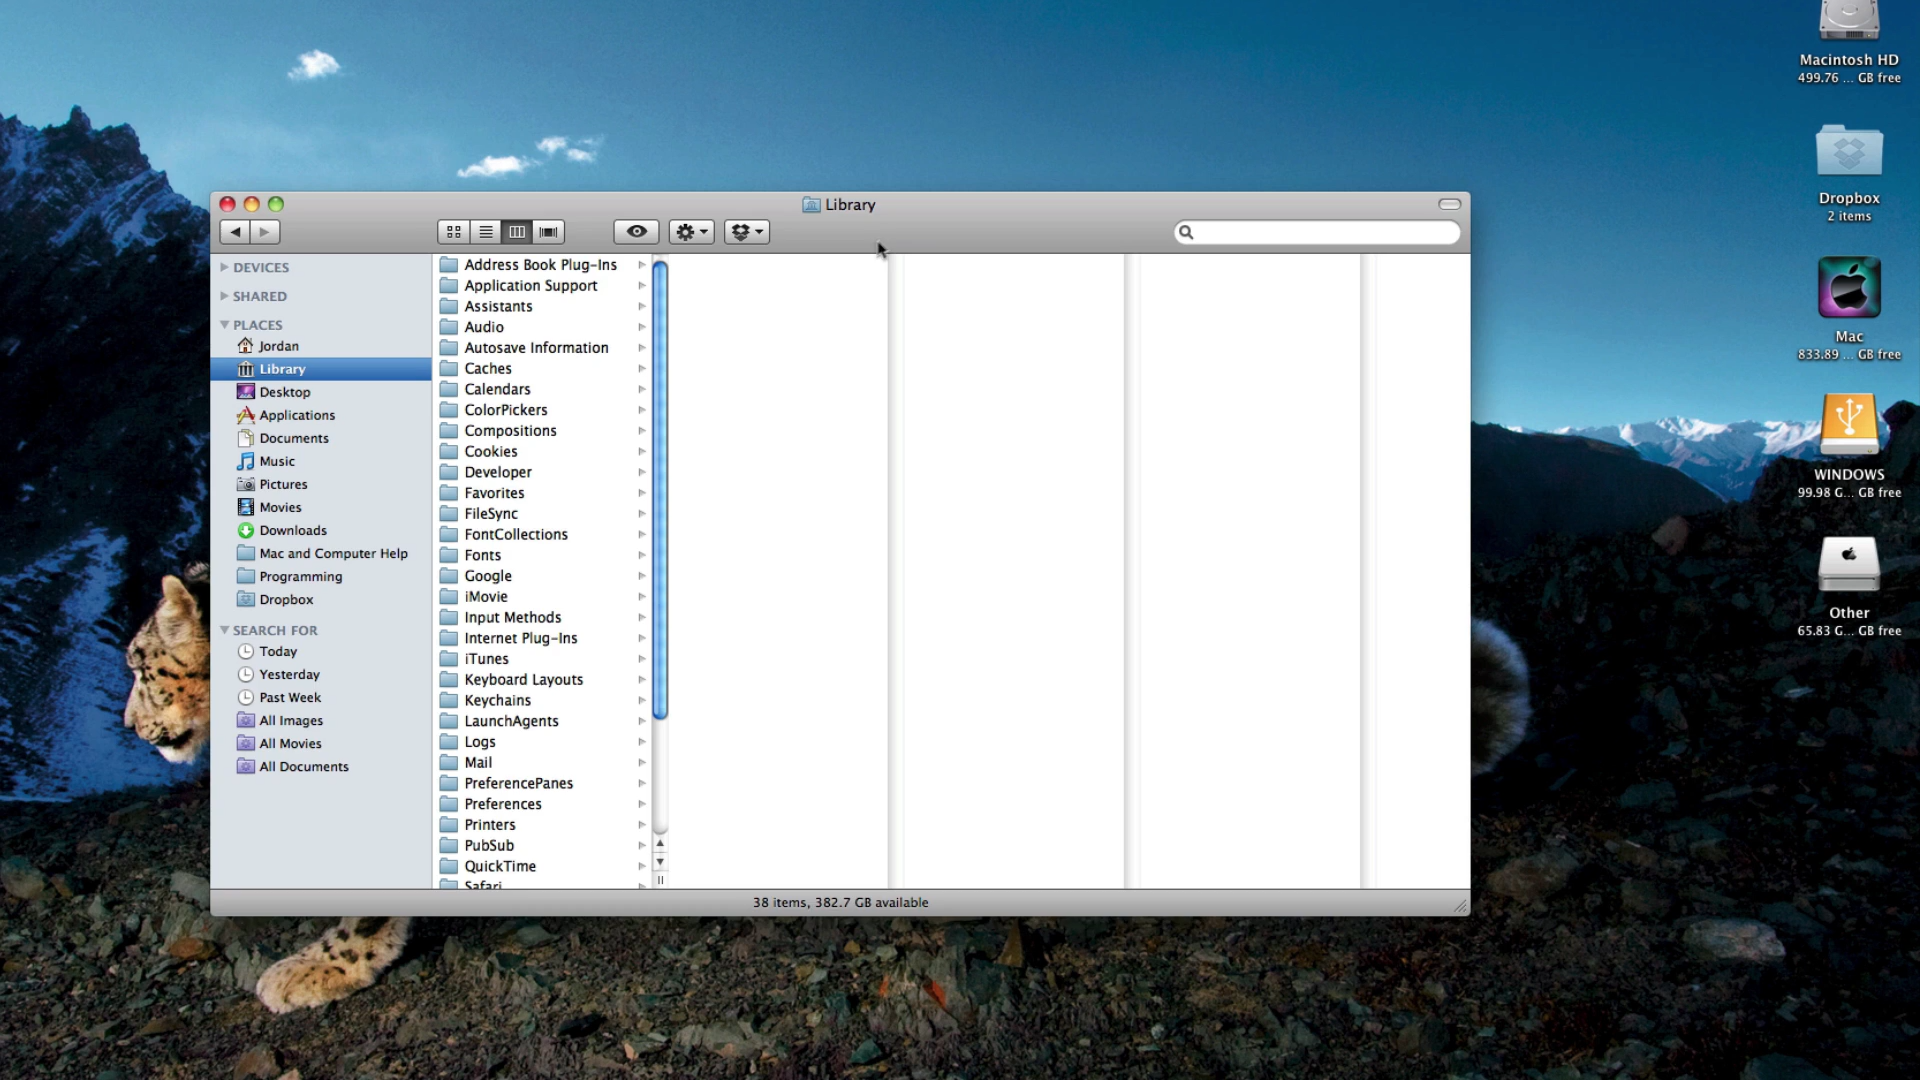 Library
DEVICES
SHARED
PLACES
Jordan
Library
Desktop
Applications
Documents
Music
Pictures
Movies
Downloads
Mac and Computer Help
Programming
Dropbox
SEARCH FOR
Today
Yesterday
Past Week
All Images
All Movies
All Documents
Address Book Plug-Ins
Application Support
Assistants
Audio
Autosave Information
Caches
Calendars
ColorPickers
Compositions
Cookies
Developer
Favorites
FileSync
FontCollections
Fonts
Google
iMovie
Input Methods
Internet Plug-Ins
iTunes
Keyboard Layouts
Keychains
LaunchAgents
Logs
Mail
PreferencePanes
Preferences
Printers
PubSub
QuickTime
Safari
38 items, 382.7 GB available
Macintosh HD
499.76 ... GB free
Dropbox
2 items
Mac
833.89 ... GB free
WINDOWS
99.98 G... GB free
Other
65.83 G... GB free